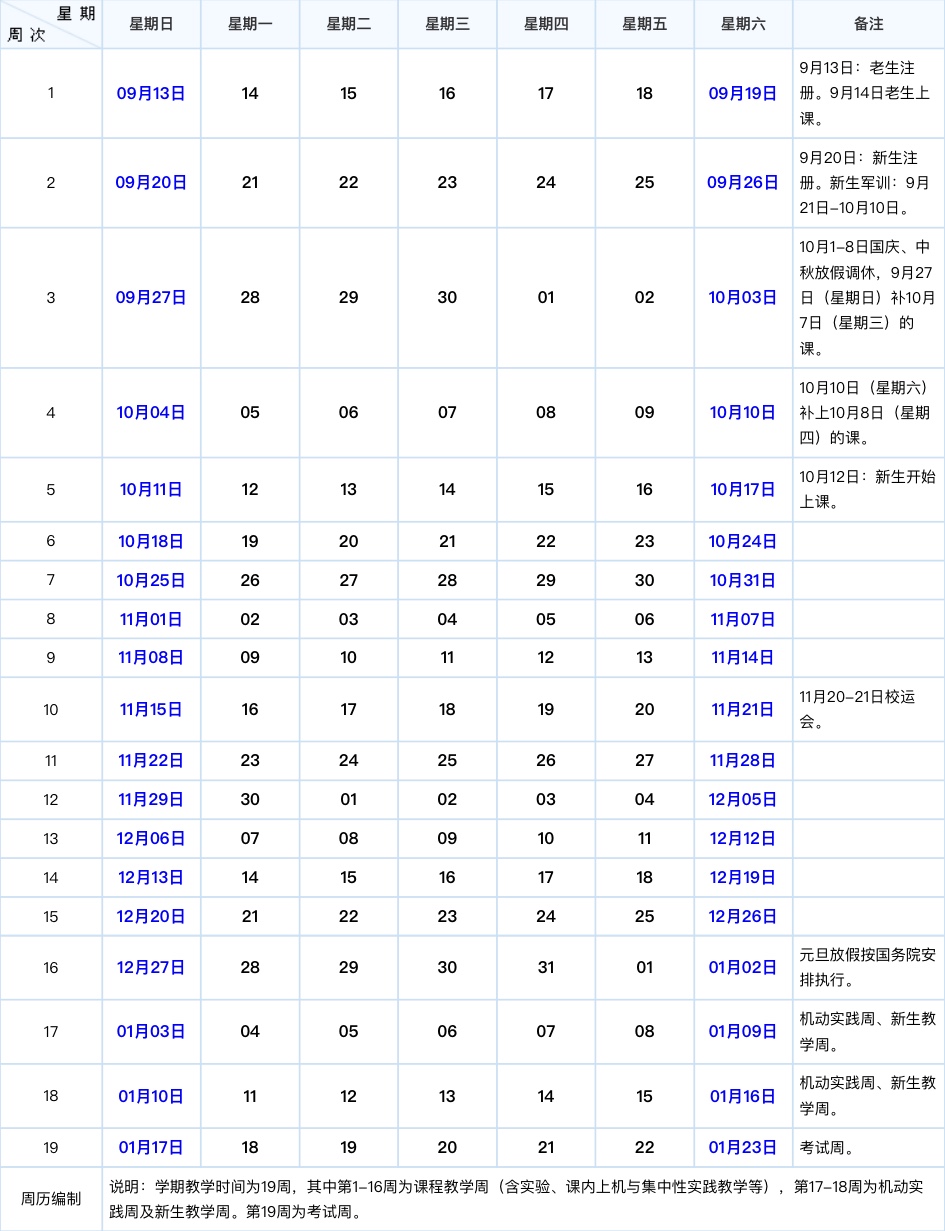 星 期
周 次
星期日 星期一 星期二 星期三 星期四 星期五 星期六 备注
1 09月13日 14 15 16 17 18 09月19日 9月13日：老生注
册。9月14日老生上
课。
2 09月20日 21 22 23 24 25 09月26日 9月20日：新生注
册。新生军训：9月
21日-10月10日。
3 09月27日 28 29 30 01 02 10月03日 10月1-8日国庆、中
秋放假调休，9月27
日（星期日）补10月
7日（星期三）的
课。
4 10月04日 05 06 07 08 09 10月10日 10月10日（星期六）
补上10月8日（星期
四）的课。
5 10月11日 12 13 14 15 16 10月17日 10月12日：新生开始
上课。
6 10月18日 19 20 21 22 23 10月24日
7 10月25日 26 27 28 29 30 10月31日
8 11月01日 02 03 04 05 06 11月07日
9 11月08日 09 10 11 12 13 11月14日
10 11月15日 16 17 18 19 20 11月21日 11月20-21日校运
会。
11 11月22日 23 24 25 26 27 11月28日
12 11月29日 30 01 02 03 04 12月05日
13 12月06日 07 08 09 10 11 12月12日
14 12月13日 14 15 16 17 18 12月19日
15 12月20日 21 22 23 24 25 12月26日
16 12月27日 28 29 30 31 01 01月02日 元旦放假按国务院安
排执行。
17 01月03日 04 05 06 07 08 01月09日 机动实践周、新生教
学周。
18 01月10日 11 12 13 14 15 01月16日 机动实践周、新生教
学周。
19 01月17日 18 19 20 21 22 01月23日 考试周。
周历编制 说明：学期教学时间为19周，其中第1-16周为课程教学周（含实验、课内上机与集中性实践教学等），第17-18周为机动实
践周及新生教学周。第19周为考试周。